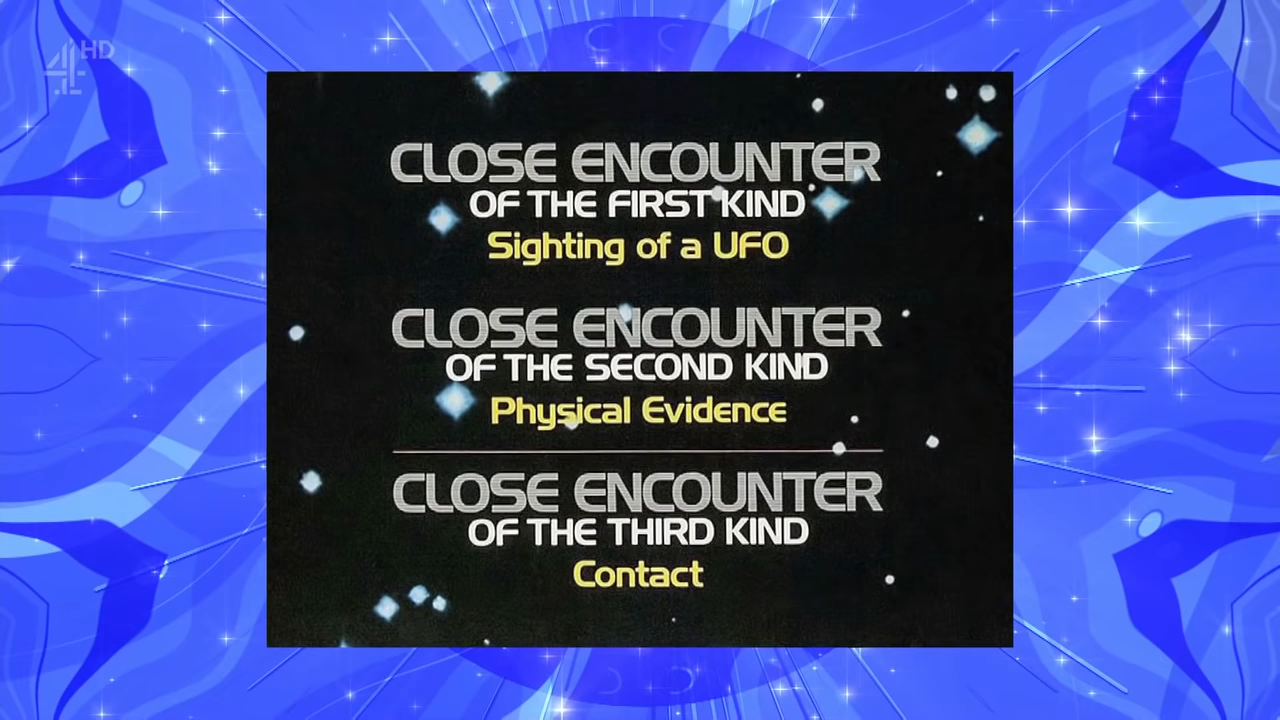 4 HD
CLOSE ENCOUNTER
OF THE FIRST KIND
Sighting of a UFO
CLOSE ENCOUNTER
OF THE SECOND KIND
Physical Evidence
CLOSE ENCOUNTER
OF THE THIRD KIND
Contact